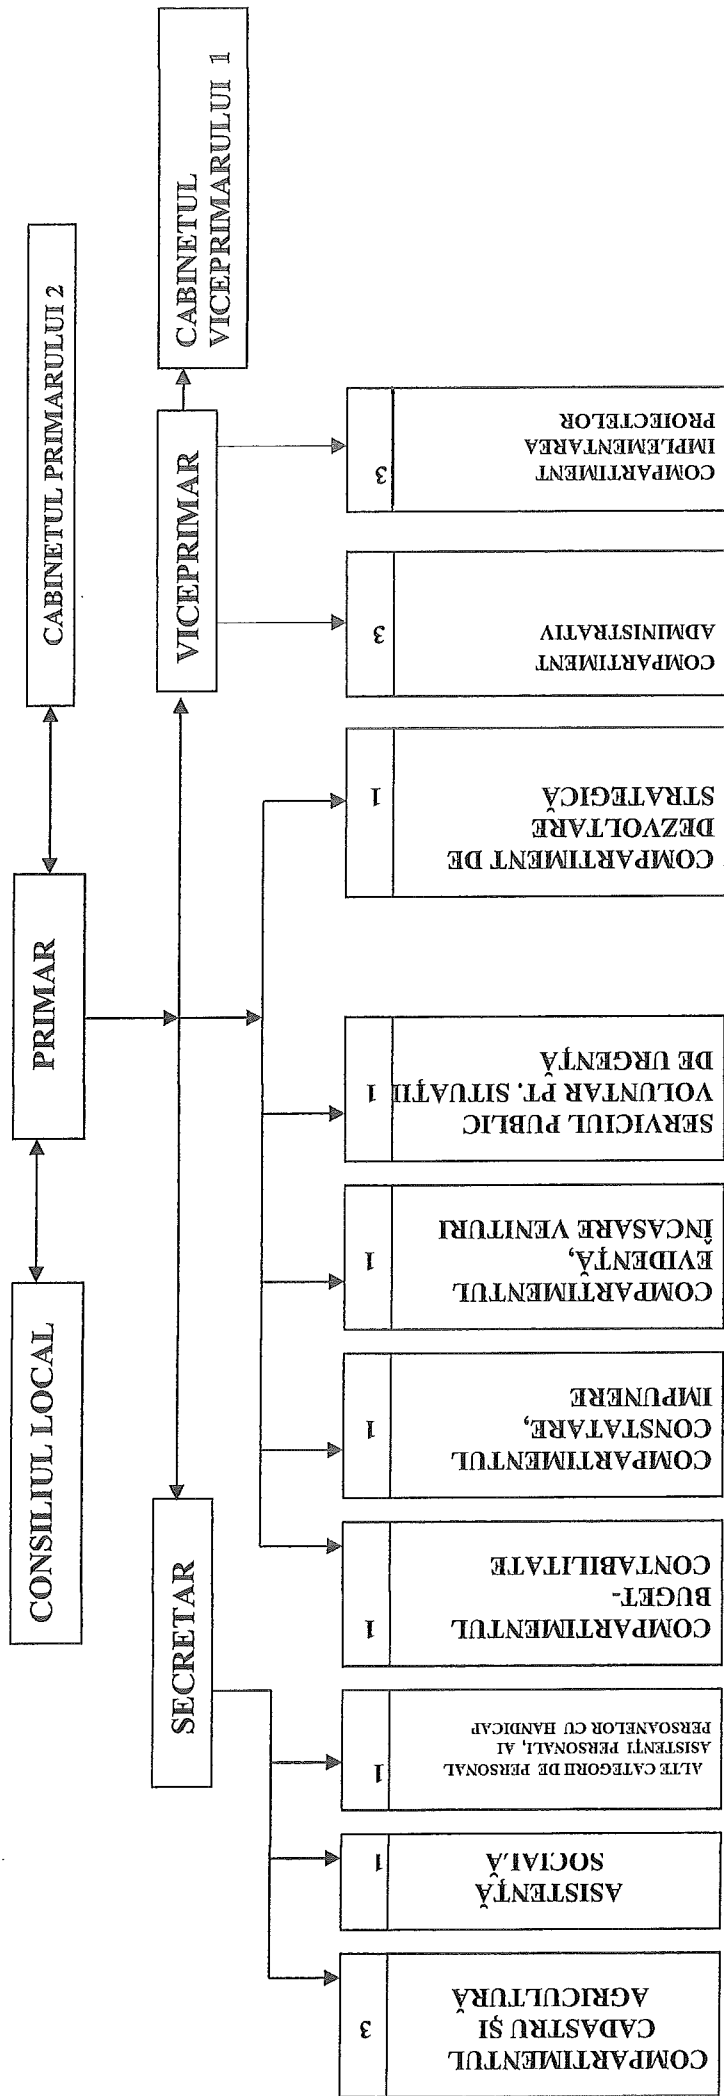 CONSILIUL LOCAL
PRIMAR
CABINETUL PRIMARULUI 2
SECRETAR
VICEPRIMAR
CABINETUL
VICEPRIMARULUI 1
COMPARTIMENTUL
CADASTRU ŞI
AGRICULTURĂ
3
ASISTENŢĂ
SOCIALĂ
1
ALTE CATEGORII DE PERSONAL
ASISTENŢI PERSONALI, AI
PERSOANELOR CU HANDICAP
1
COMPARTIMENTUL
BUGET-
CONTABILITATE
1
COMPARTIMENTUL
CONSTATARE,
IMPUNERE
1
COMPARTIMENTUL
EVIDENŢĂ,
ÎNCASARE VENITURI
1
SERVICIUL PUBLIC
VOLUNTAR PT. SITUAŢII
DE URGENŢĂ
1
COMPARTIMENT DE
DEZVOLTARE
STRATEGICĂ
1
COMPARTIMENT
ADMINISTRATIV
3
COMPARTIMENT
IMPLEMENTAREA
PROIECTELOR
3